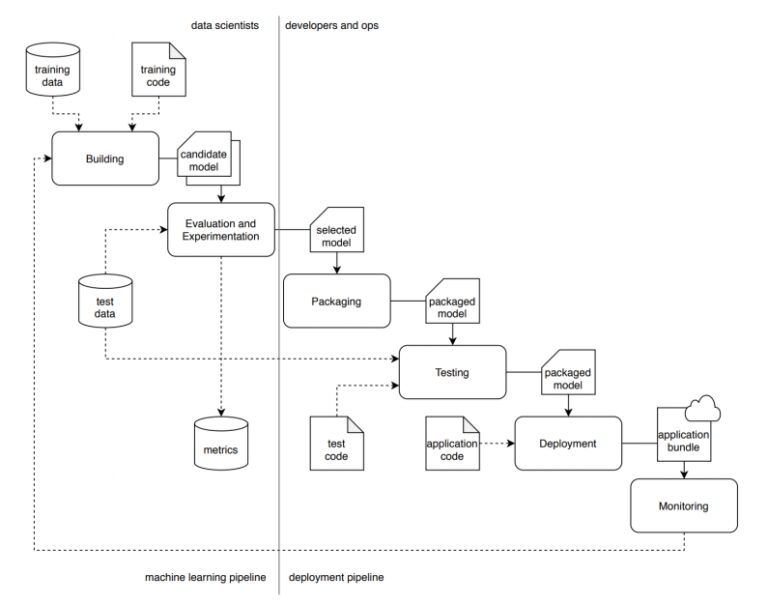 data scientists
developers and ops
training
data
training
code
Building
candidate
model
Evaluation and
Experimentation
selected
model
test
data
Packaging
packaged
model
Testing
packaged
model
metrics
test
code
application
code
Deployment
application
bundle
Monitoring
machine learning pipeline
deployment pipeline